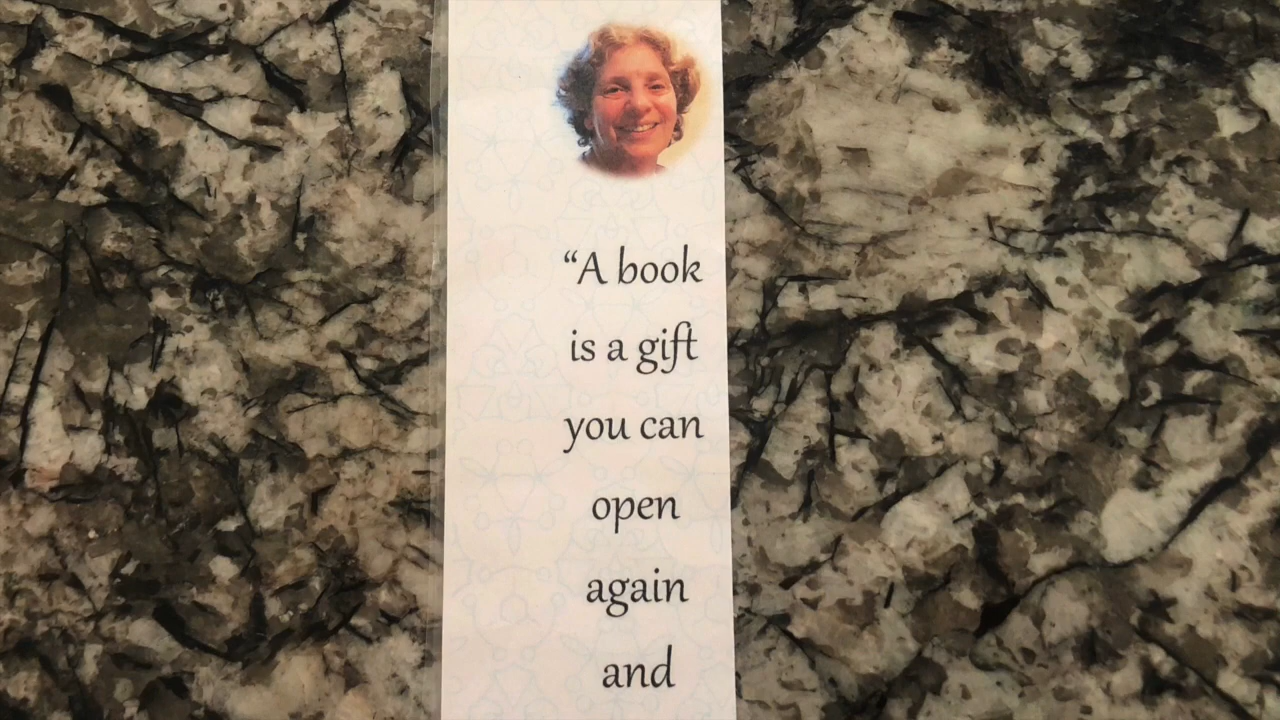 “A book
is a gift
you can
open
again
and